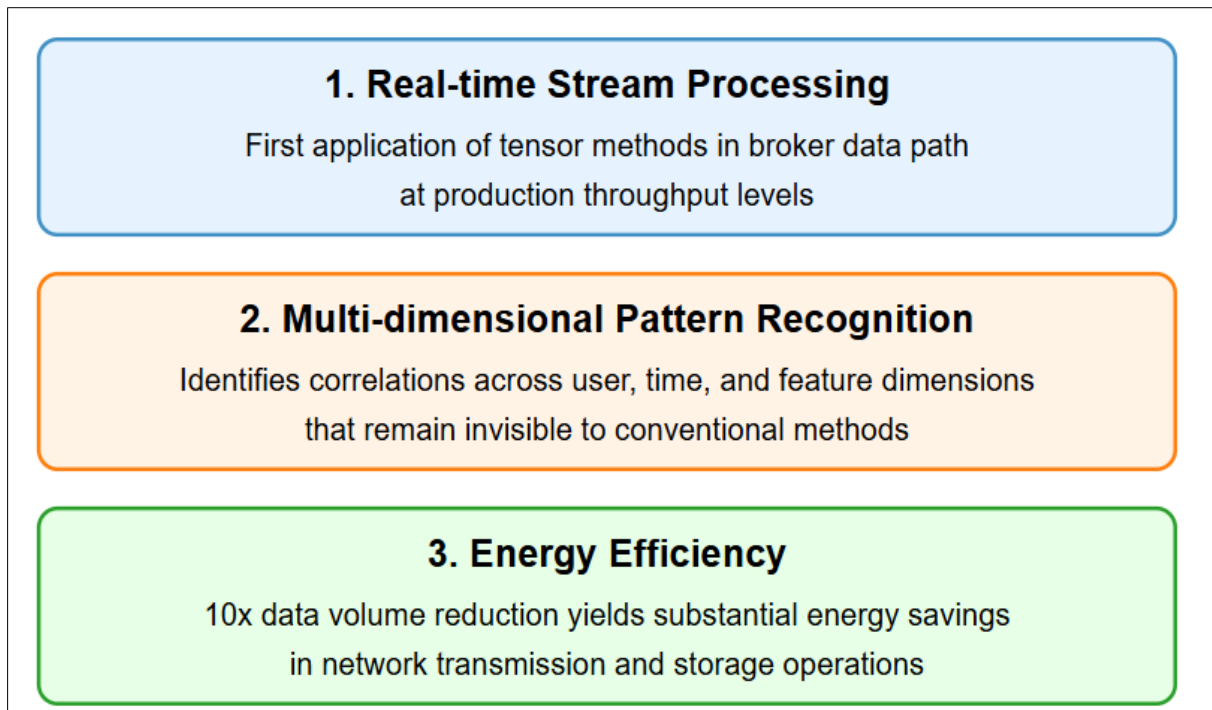 1. Real-time Stream Processing
First application of tensor methods in broker data path
at production throughput levels
2. Multi-dimensional Pattern Recognition
Identifies correlations across user, time, and feature dimensions
that remain invisible to conventional methods
3. Energy Efficiency
10x data volume reduction yields substantial energy savings
in network transmission and storage operations